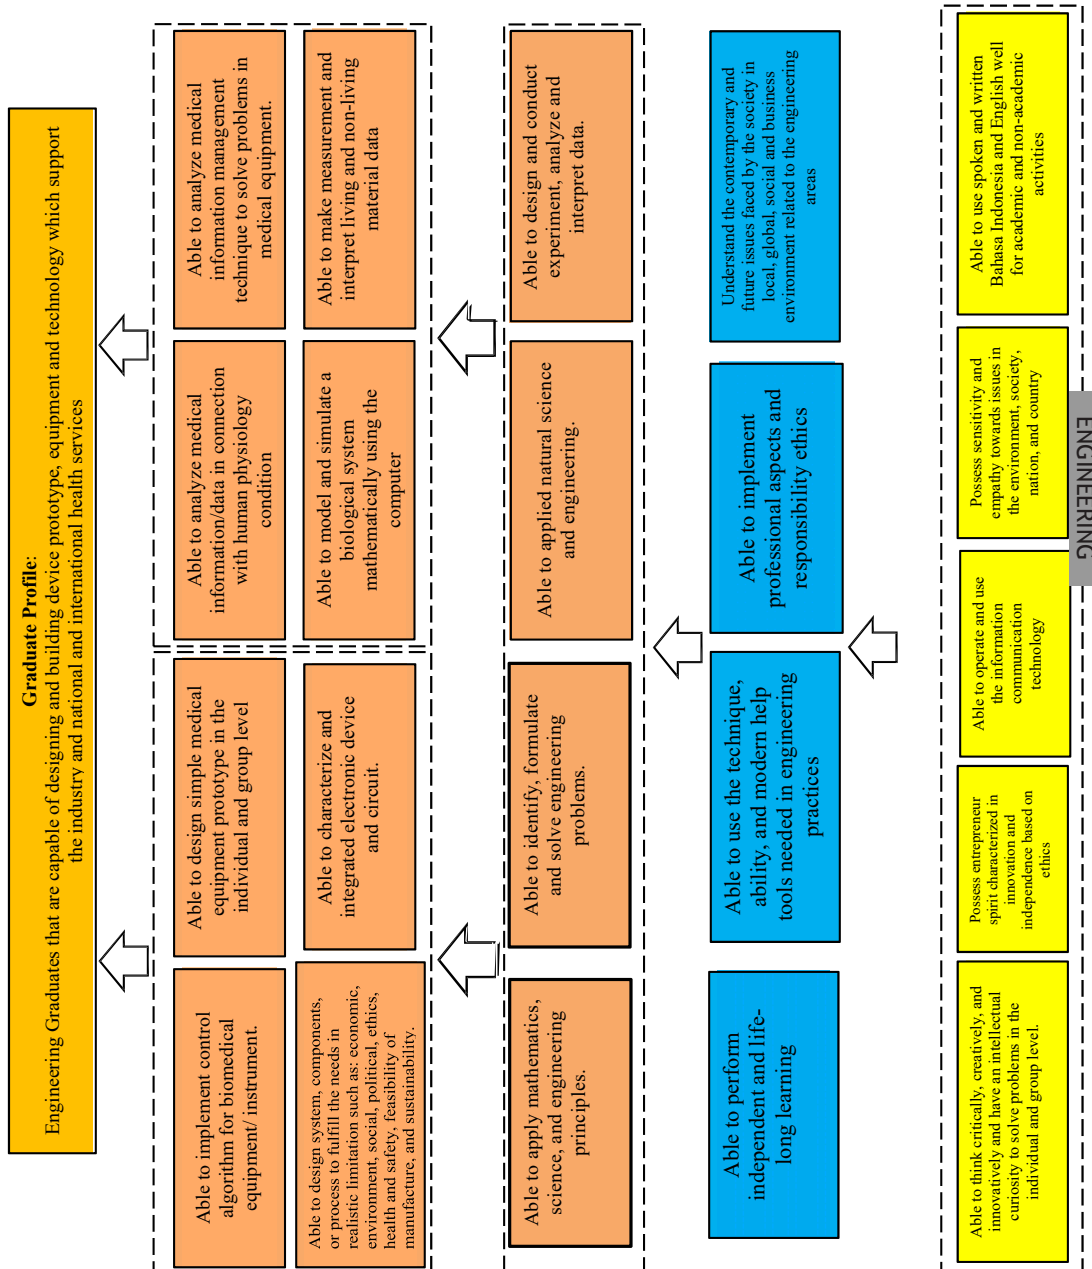 Graduate Profile:
Engineering Graduates that are capable of designing and building device prototype, equipment and technology which support
the industry and national and international health services
Able to implement control
algorithm for biomedical
equipment/ instrument.
Able to design simple medical
equipment prototype in the
individual and group level
Able to analyze medical
information/data in connection
with human physiology
condition
Able to analyze medical
information management
technique to solve problems in
medical equipment.
Able to design system, components,
or process to fulfill the needs in
realistic limitation such as: economic,
environment, social, political, ethics,
health and safety, feasibility of
manufacture, and sustainability.
Able to characterize and
integrated electronic device
and circuit.
Able to model and simulate a
biological system
mathematically using the
computer
Able to make measurement and
interpret living and non-living
material data
Able to apply mathematics,
science, and engineering
principles.
Able to identify, formulate
and solve engineering
problems.
Able to applied natural science
and engineering.
Able to design and conduct
experiment, analyze and
interpret data.
Able to perform
independent and life-
long learning
Able to use the technique,
ability, and modern help
tools needed in engineering
practices
Able to implement
professional aspects and
responsibility ethics
Understand the contemporary and
future issues faced by the society in
local, global, social and business
environment related to the engineering
areas
Able to think critically, creatively, and
innovatively and have an intellectual
curiosity to solve problems in the
individual and group level.
Possess entrepreneur
spirit characterized in
innovation and
independence based on
ethics
Able to operate and use
the information
communication
technology
Possess sensitivity and
empathy towards issues in
the environment, society,
nation, and country
Able to use spoken and written
Bahasa Indonesia and English well
for academic and non-academic
activities
ENGINEERING